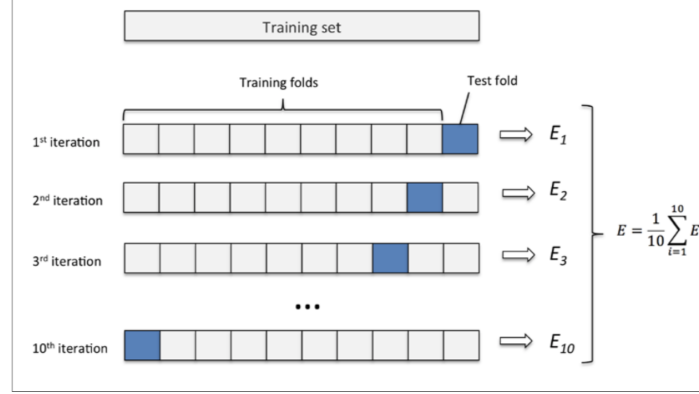 Training set
Training folds
Test fold
1st iteration
E1
2nd iteration
E2
3rd iteration
E3
E = 1/10 10∑i=1 E
...
10th iteration
E10